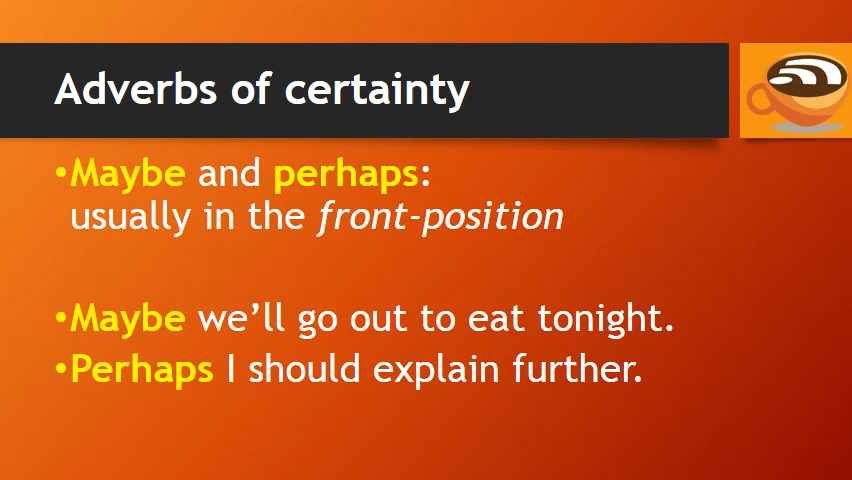 Adverbs of certainty
•Maybe and perhaps:
usually in the front-position
•Maybe we’ll go out to eat tonight.
•Perhaps I should explain further.